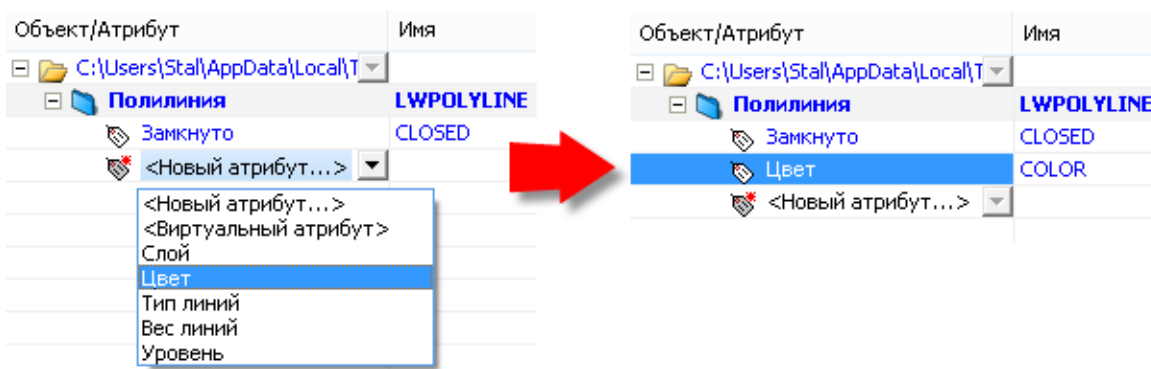 Объект/Атрибут Имя
C:\Users\Stal\AppData\Local\T
Полилиния LWPOLYLINE
Замкнуто CLOSED
<Новый атрибут...>
<Новый атрибут...>
<Виртуальный атрибут>
Слой
Цвет
Тип линий
Вес линий
Уровень
Объект/Атрибут Имя
C:\Users\Stal\AppData\Local\T
Полилиния LWPOLYLINE
Замкнуто CLOSED
Цвет COLOR
<Новый атрибут...>